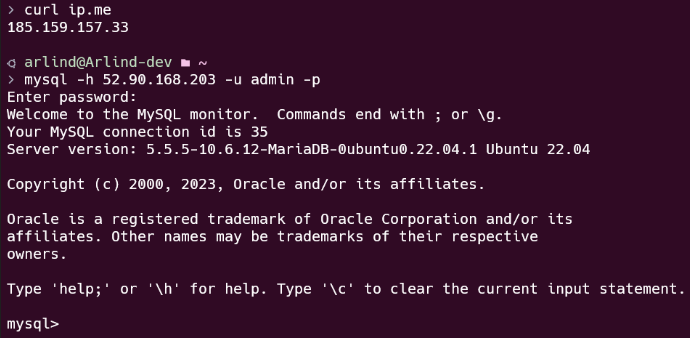 > curl ip.me
185.159.157.33
arlind@Arlind-dev ~
> mysql -h 52.90.168.203 -u admin -p
Enter password:
Welcome to the MySQL monitor.  Commands end with ; or \g.
Your MySQL connection id is 35
Server version: 5.5.5-10.6.12-MariaDB-0ubuntu0.22.04.1 Ubuntu 22.04
Copyright (c) 2000, 2023, Oracle and/or its affiliates.
Oracle is a registered trademark of Oracle Corporation and/or its
affiliates. Other names may be trademarks of their respective
owners.
Type 'help;' or '\h' for help. Type '\c' to clear the current input statement.
mysql>